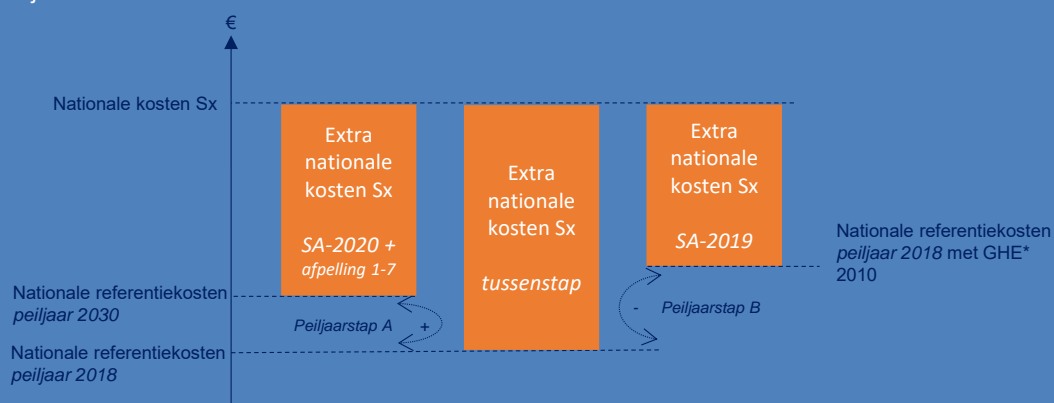 €
Nationale kosten Sx
Extra
nationale
kosten Sx
SA-2020 +
afpelling 1-7
Extra
nationale
kosten Sx
tussenstap
Extra
nationale
kosten Sx
SA-2019
Nationale referentiekosten
peiljaar 2018 met GHE*
2010
Nationale referentiekosten
peiljaar 2030
Peiljaarstap A +
- Peiljaarstap B
Nationale referentiekosten
peiljaar 2018